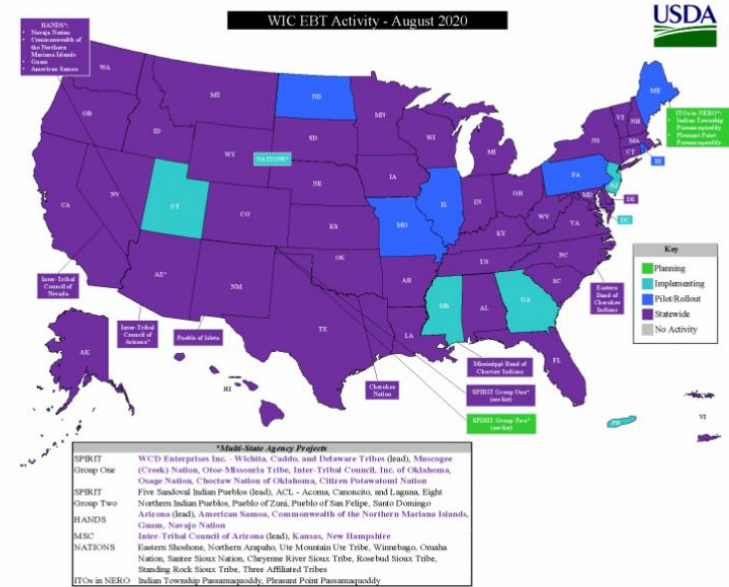 WIC EBT Activity - August 2020
USDA
HANDS*:
• Navajo Nation
• Commonwealth of
the Northern
Mariana Islands
• Guam
• American Samoa
WA
MT
ND
MN
ME
ITOs in NERO*:
• Indian Township
Passamaquoddy
• Pleasant Point
Passamaquoddy
OR
ID
WY
SD
WI
MI
NY
VT
NH
MA
CT
RI
NATIONS*
NV
UT
CO
NE
IA
IL
IN
OH
PA
NJ
MD
DE
DC
CA
KS
MO
KY
WV
VA
AZ*
NM
OK
AR
TN
NC
SC
TX
LA
MS
AL
GA
FL
Key
Planning
Implementing
Pilot/Rollout
Statewide
No Activity
Inter-Tribal
Council of
Nevada
Inter-Tribal
Council of
Arizona*
Pueblo of Isleta
Eastern
Band of
Cherokee
Indians
Mississippi Band of
Choctaw Indians
Cherokee
Nation
SPIRIT Group One*
(see list)
SPIRIT Group Two*
(see list)
AK
HI
PR
VI
*Multi-State Agency Projects
SPIRIT Group One WCD Enterprises Inc. - Wichita, Caddo, and Delaware Tribes (lead), Muscogee
(Creek) Nation, Otoe-Missouria Tribe, Inter-Tribal Council, Inc. of Oklahoma,
Osage Nation, Choctaw Nation of Oklahoma, Citizen Potawatomi Nation
SPIRIT Group Two Five Sandoval Indian Pueblos (lead), ACL - Acoma, Canoncito, and Laguna, Eight
Northern Indian Pueblos, Pueblo of Zuni, Pueblo of San Felipe, Santo Domingo
HANDS Arizona (lead), American Samoa, Commonwealth of the Northern Mariana Islands,
Guam, Navajo Nation
MSC Inter-Tribal Council of Arizona (lead), Kansas, New Hampshire
NATIONS Eastern Shoshone, Northern Arapaho, Ute Mountain Ute Tribe, Winnebago, Omaha
Nation, Santee Sioux Nation, Cheyenne River Sioux Tribe, Rosebud Sioux Tribe,
Standing Rock Sioux Tribe, Three Affiliated Tribes
ITOs in NERO Indian Township Passamaquoddy, Pleasant Point Passamaquoddy